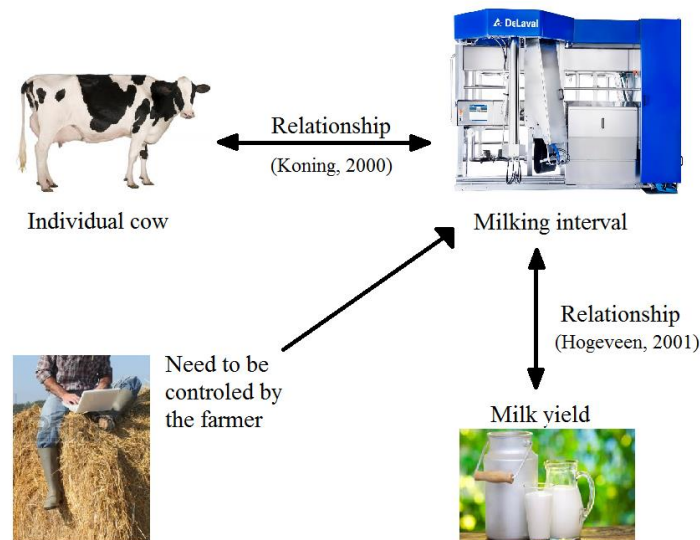 DeLaval
Relationship
(Koning, 2000)
Individual cow
Milking interval
Relationship
(Hogeveen, 2001)
Need to be
controled by
the farmer
Milk yield